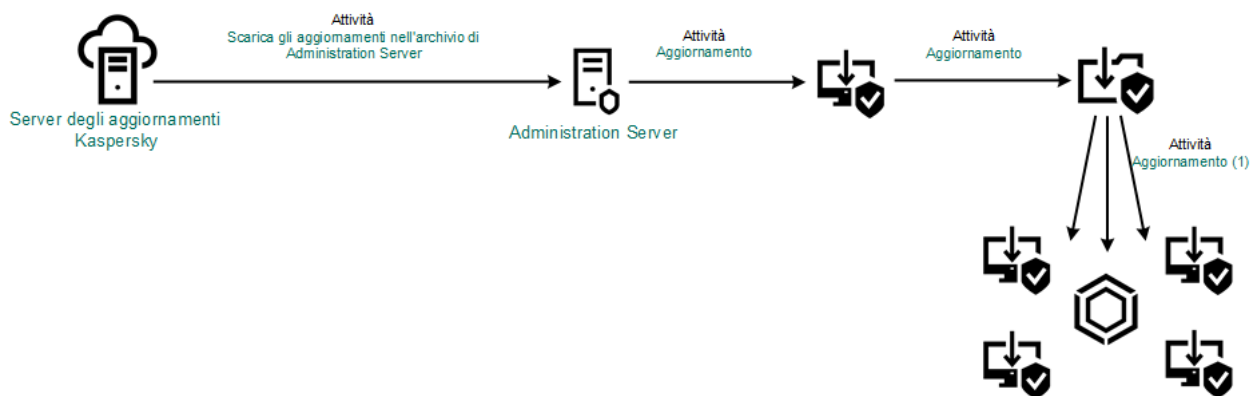 Attività
Scarica gli aggiornamenti nell'archivio di
Administration Server
Attività
Aggiornamento
Attività
Aggiornamento
Server degli aggiornamenti
Kaspersky
Administration Server
Attività
Aggiornamento (1)